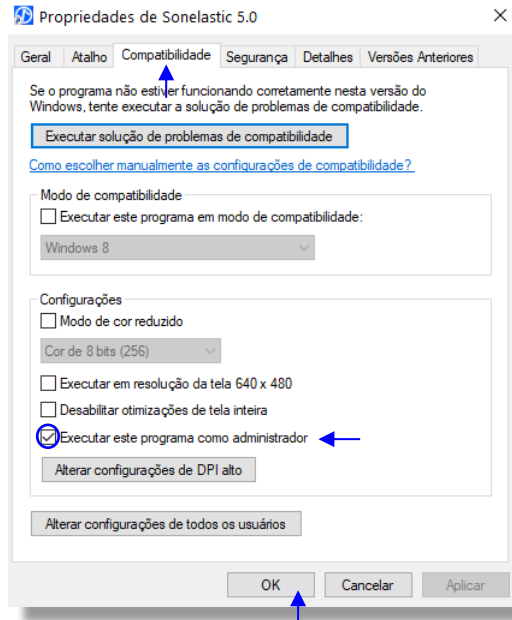 Propriedades de Sonelastic 5.0
Geral Atalho Compatibilidade Segurança Detalhes Versões Anteriores
Se o programa não estiver funcionando corretamente nesta versão do
Windows, tente executar a solução de problemas de compatibilidade.
Executar solução de problemas de compatibilidade
Como escolher manualmente as configurações de compatibilidade?
Modo de compatibilidade
Executar este programa em modo de compatibilidade:
Windows 8
Configurações
Modo de cor reduzido
Cor de 8 bits (256)
Executar em resolução da tela 640 x 480
Desabilitar otimizações de tela inteira
Executar este programa como administrador
Alterar configurações de DPI alto
Alterar configurações de todos os usuários
OK Cancelar Aplicar